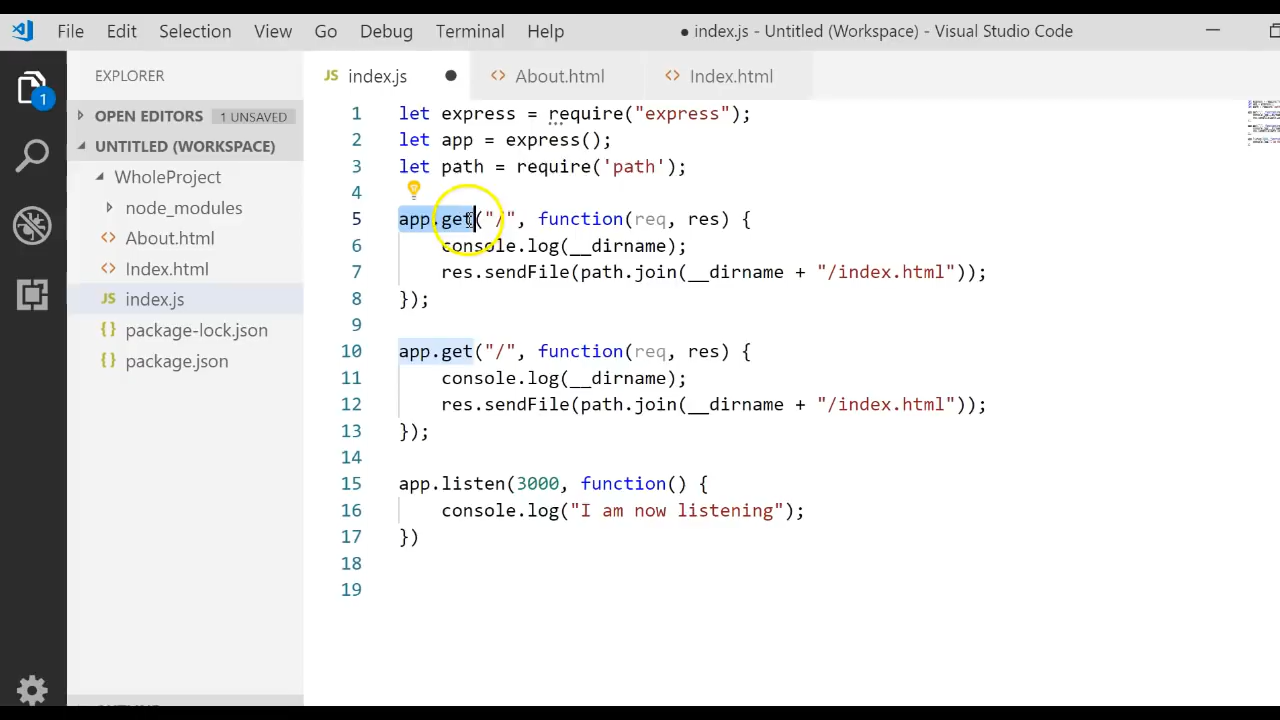 File Edit Selection View Go Debug Terminal Help ● index.js - Untitled (Workspace) - Visual Studio Code
EXPLORER
OPEN EDITORS 1 UNSAVED
UNTITLED (WORKSPACE)
WholeProject
node_modules
<> About.html
<> Index.html
JS index.js
{} package-lock.json
{} package.json
1
JS index.js ●
<> About.html
<> Index.html
1 let express = require("express");
2 let app = express();
3 let path = require('path');
4
5 app.get("/", function(req, res) {
6 console.log(__dirname);
7 res.sendFile(path.join(__dirname + "/index.html"));
8 });
9
10 app.get("/", function(req, res) {
11 console.log(__dirname);
12 res.sendFile(path.join(__dirname + "/index.html"));
13 });
14
15 app.listen(3000, function() {
16 console.log("I am now listening");
17 })
18
19